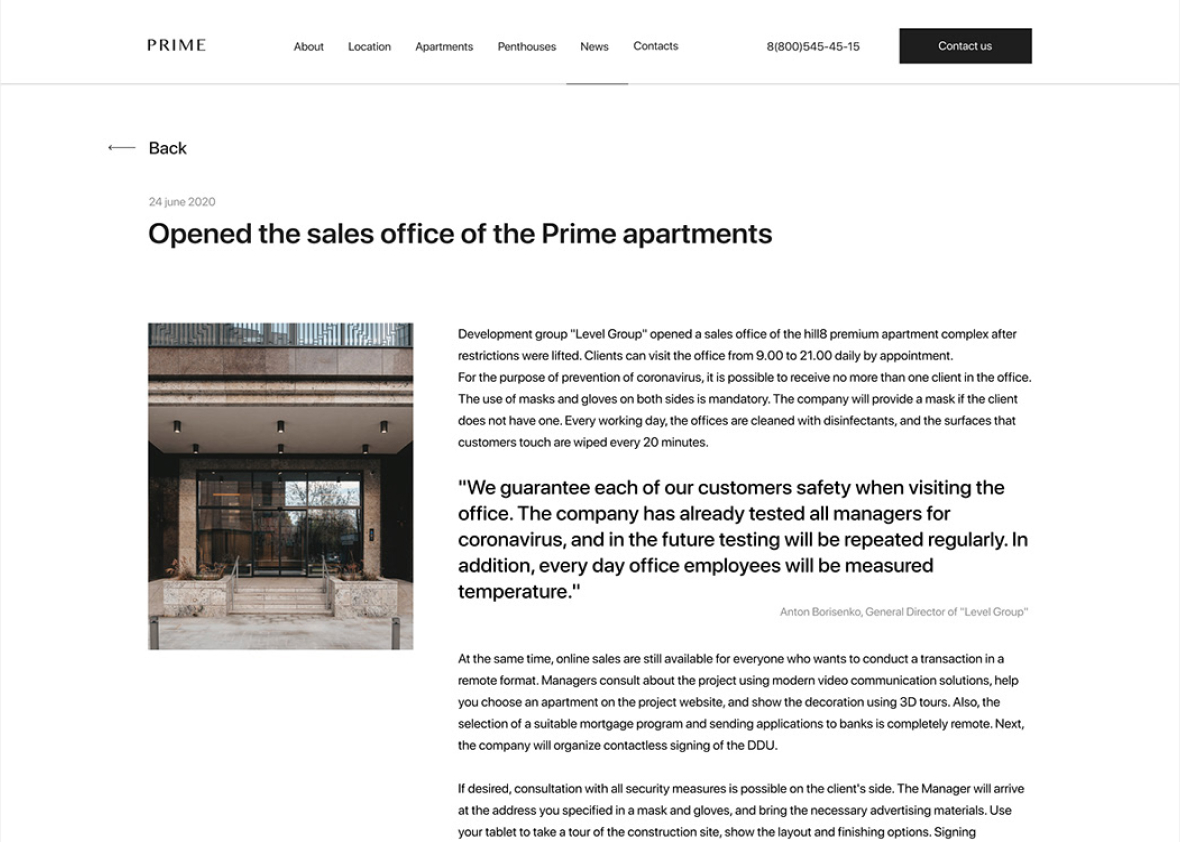 PRIME
About Location Apartments Penthouses News Contacts 8(800)545-45-15 Contact us
Back
24 june 2020
Opened the sales office of the Prime apartments
Development group "Level Group" opened a sales office of the hill8 premium apartment complex after
restrictions were lifted. Clients can visit the office from 9.00 to 21.00 daily by appointment.
For the purpose of prevention of coronavirus, it is possible to receive no more than one client in the office.
The use of masks and gloves on both sides is mandatory. The company will provide a mask if the client
does not have one. Every working day, the offices are cleaned with disinfectants, and the surfaces that
customers touch are wiped every 20 minutes.
"We guarantee each of our customers safety when visiting the
office. The company has already tested all managers for
coronavirus, and in the future testing will be repeated regularly. In
addition, every day office employees will be measured
temperature."
Anton Borisenko, General Director of "Level Group"
At the same time, online sales are still available for everyone who wants to conduct a transaction in a
remote format. Managers consult about the project using modern video communication solutions, help
you choose an apartment on the project website, and show the decoration using 3D tours. Also, the
selection of a suitable mortgage program and sending applications to banks is completely remote. Next,
the company will organize contactless signing of the DDU.
If desired, consultation with all security measures is possible on the client's side. The Manager will arrive
at the address you specified in a mask and gloves, and bring the necessary advertising materials. Use
your tablet to take a tour of the construction site, show the layout and finishing options. Signing